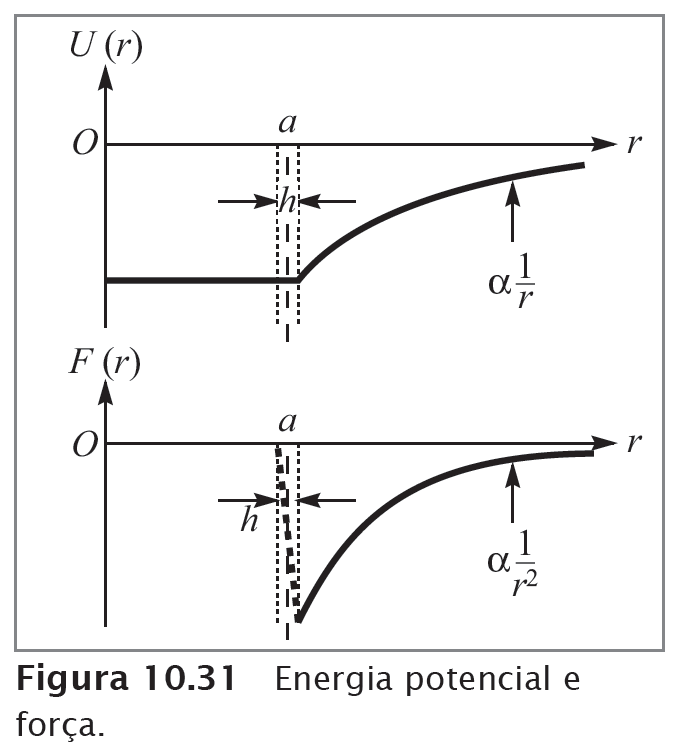 U (r)
a
O
r
h
α 1/r
F (r)
a
O
r
h
α 1/r²
Figura 10.31 Energia potencial e
força.